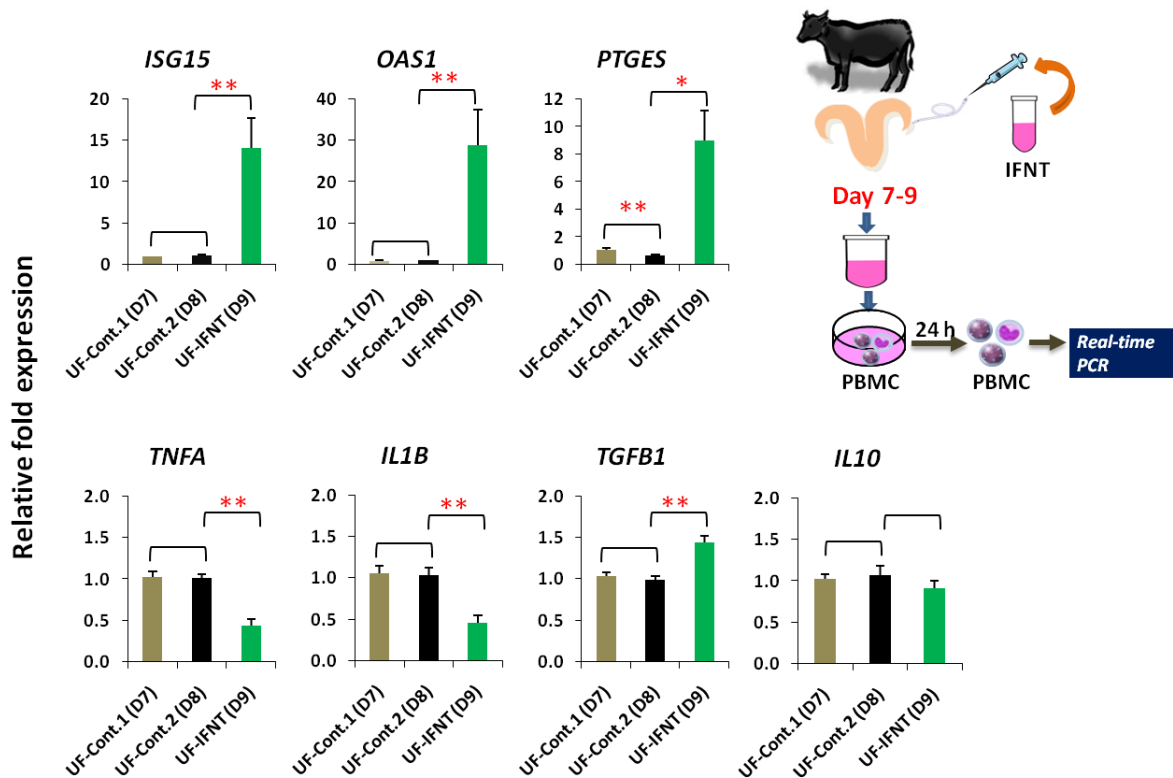 Relative fold expression
ISG15
**
20
15
10
5
0
UF-Cont.1 (D7)
UF-Cont.2 (D8)
UF-IFNT (D9)
OAS1
**
40
30
20
10
0
UF-Cont.1 (D7)
UF-Cont.2 (D8)
UF-IFNT (D9)
PTGES
*
**
12
10
8
6
4
2
0
UF-Cont.1 (D7)
UF-Cont.2 (D8)
UF-IFNT (D9)
IFNT
Day 7-9
24 h
PBMC
PBMC
Real-time
PCR
TNFA
**
2.0
1.5
1.0
0.5
0.0
UF-Cont.1 (D7)
UF-Cont.2 (D8)
UF-IFNT (D9)
IL1B
**
2.0
1.5
1.0
0.5
0.0
UF-Cont.1 (D7)
UF-Cont.2 (D8)
UF-IFNT (D9)
TGFB1
**
2.0
1.5
1.0
0.5
0.0
UF-Cont.1 (D7)
UF-Cont.2 (D8)
UF-IFNT (D9)
IL10
2.0
1.5
1.0
0.5
0.0
UF-Cont.1 (D7)
UF-Cont.2 (D8)
UF-IFNT (D9)